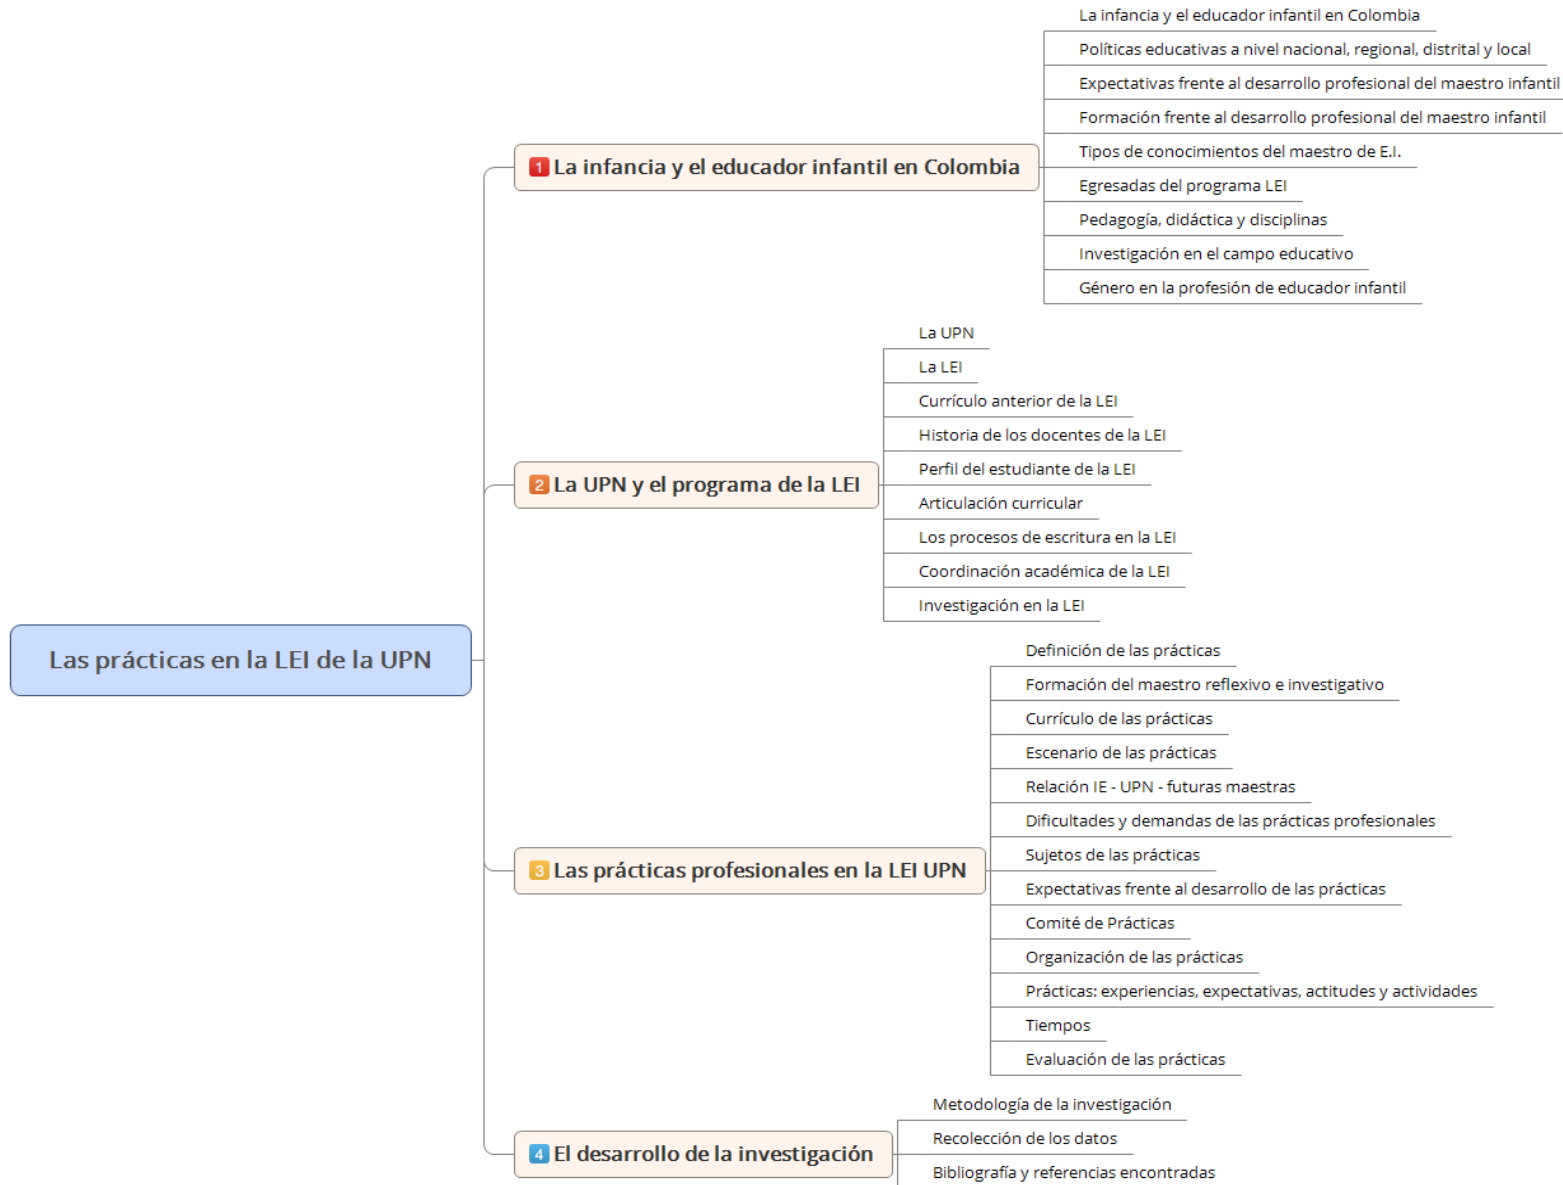 Las prácticas en la LEI de la UPN
1 La infancia y el educador infantil en Colombia
La infancia y el educador infantil en Colombia
Políticas educativas a nivel nacional, regional, distrital y local
Expectativas frente al desarrollo profesional del maestro infantil
Formación frente al desarrollo profesional del maestro infantil
Tipos de conocimientos del maestro de E.I.
Egresadas del programa LEI
Pedagogía, didáctica y disciplinas
Investigación en el campo educativo
Género en la profesión de educador infantil
2 La UPN y el programa de la LEI
La UPN
La LEI
Currículo anterior de la LEI
Historia de los docentes de la LEI
Perfil del estudiante de la LEI
Articulación curricular
Los procesos de escritura en la LEI
Coordinación académica de la LEI
Investigación en la LEI
3 Las prácticas profesionales en la LEI UPN
Definición de las prácticas
Formación del maestro reflexivo e investigativo
Currículo de las prácticas
Escenario de las prácticas
Relación IE - UPN - futuras maestras
Dificultades y demandas de las prácticas profesionales
Sujetos de las prácticas
Expectativas frente al desarrollo de las prácticas
Comité de Prácticas
Organización de las prácticas
Prácticas: experiencias, expectativas, actitudes y actividades
Tiempos
Evaluación de las prácticas
4 El desarrollo de la investigación
Metodología de la investigación
Recolección de los datos
Bibliografía y referencias encontradas